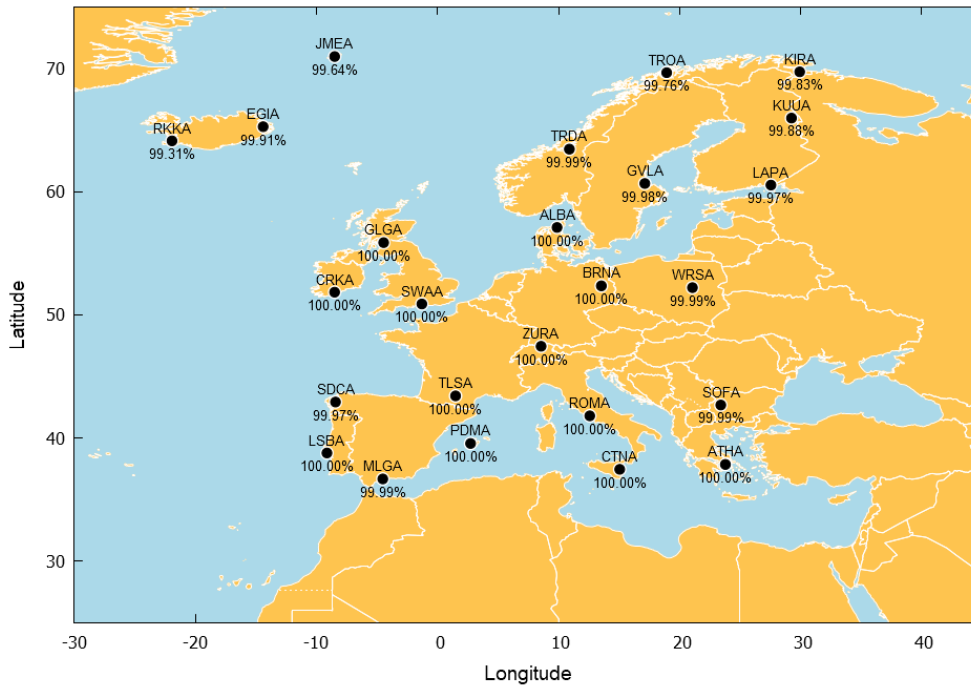 70
60
50
40
30
Latitude
JMEA
99.64%
TROA
99.76%
KIRA
99.83%
KUUA
99.88%
EGIA
99.91%
RKKA
99.31%
TRDA
99.99%
GVLA
99.98%
LAPA
99.97%
ALBA
100.00%
GLGA
100.00%
CRKA
100.00%
SWAA
100.00%
BRNA
100.00%
WRSA
99.99%
ZURA
100.00%
SDCA
99.97%
TLSA
100.00%
ROMA
100.00%
SOFA
99.99%
LSBA
100.00%
PDMA
100.00%
MLGA
99.99%
CTNA
100.00%
ATHA
100.00%
-30 -20 -10 0 10 20 30 40
Longitude